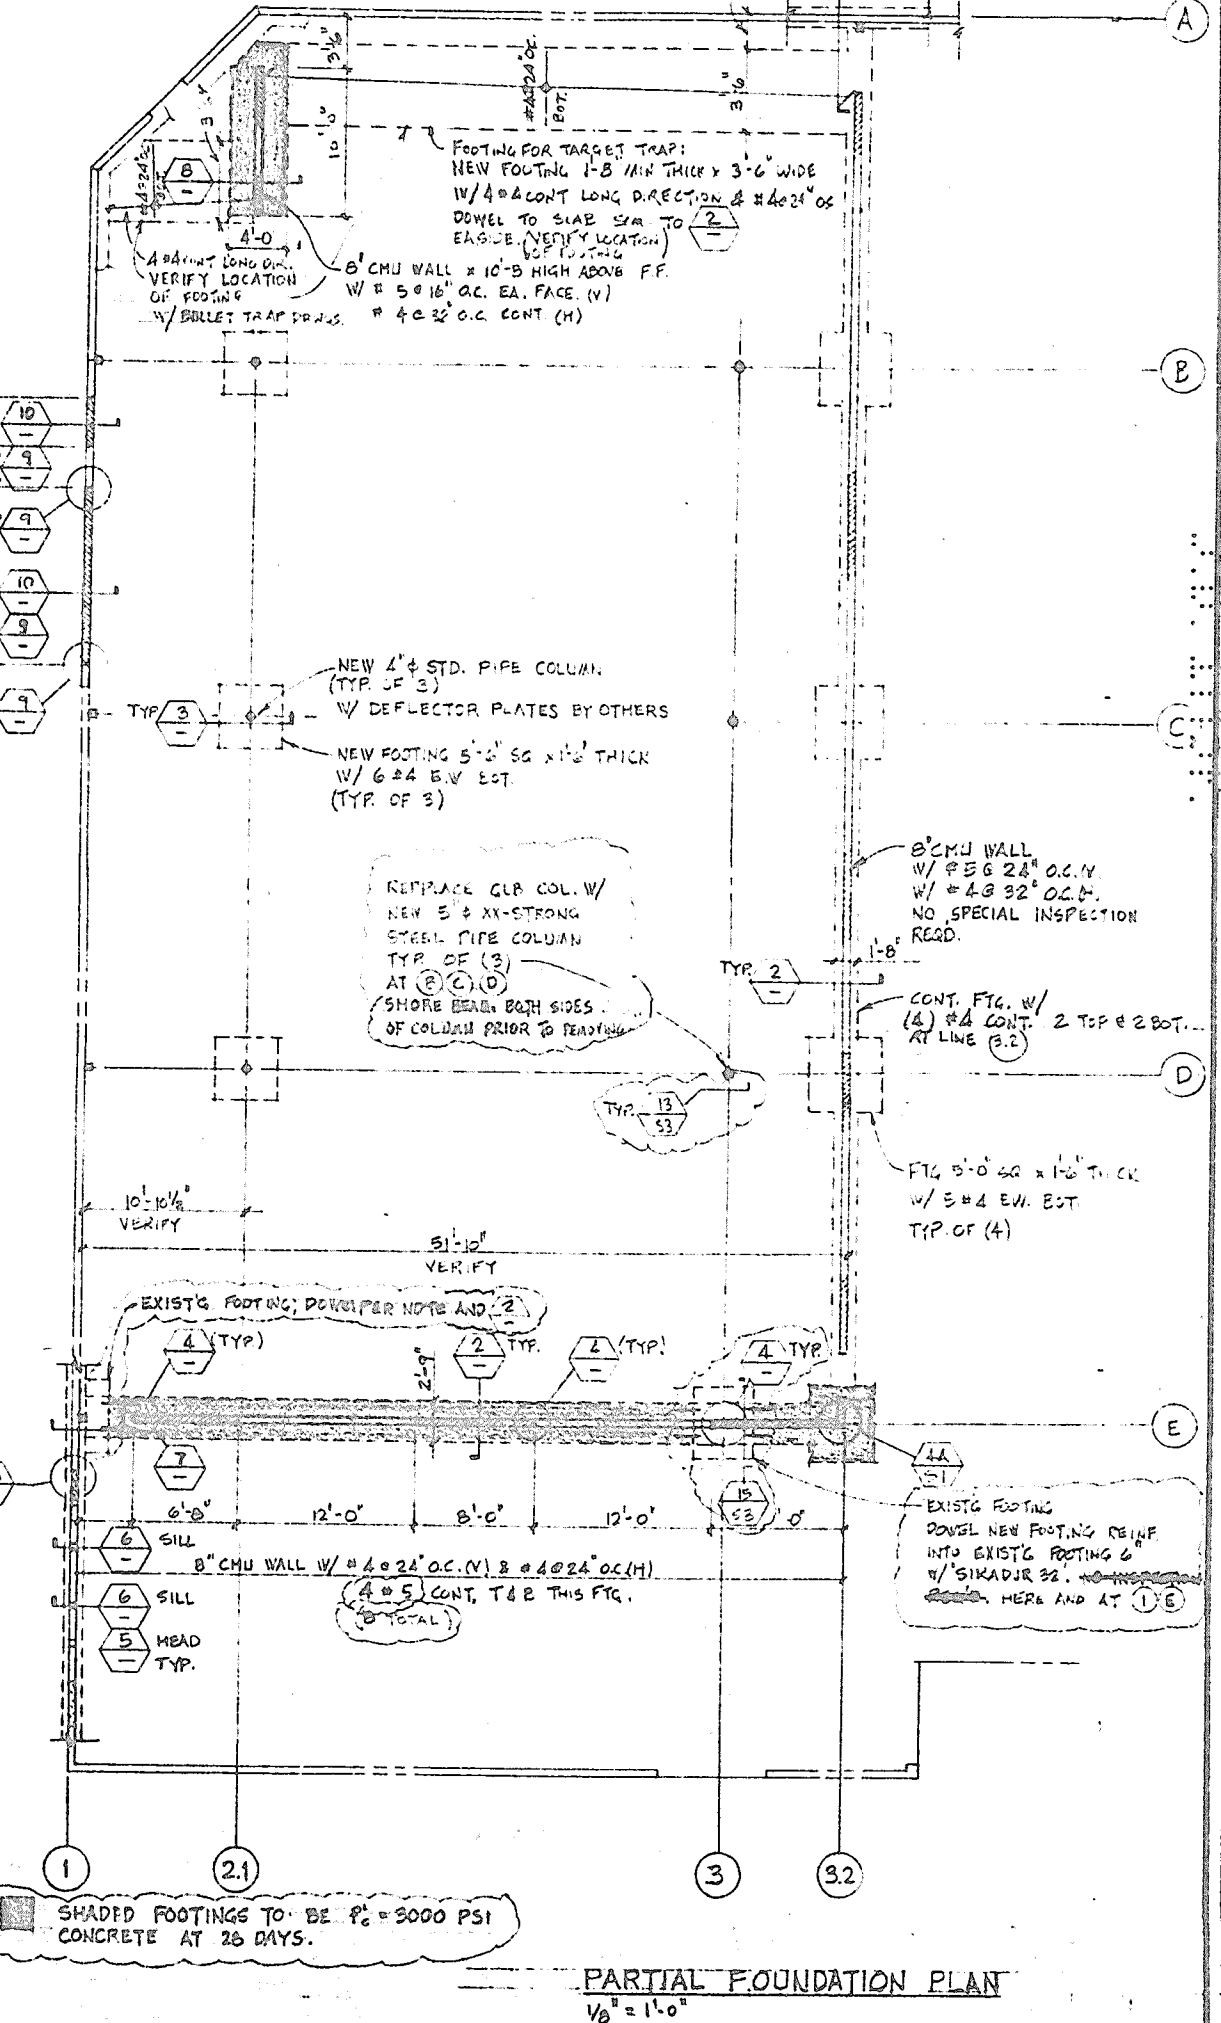 A
3'-6"
#4@24"OC.
BOT.
3'-6"
10'-0"
FOOTING FOR TARGET TRAP:
NEW FOOTING 1'-8" MIN THICK x 3'-6" WIDE
W/ 4 #4 CONT LONG DIRECTION & #4@24" OC
DOWEL TO SLAB SIM TO
2
EA SIDE. (VERIFY LOCATION
OF FOOTING)
8
#4@24"OC
4'-0
4 #4 CONT LONG DIR.
VERIFY LOCATION
OF FOOTING
W/ BULLET TRAP DRWGS.
8" CMU WALL x 10'-8 HIGH ABOVE F.F.
W/ # 5 @ 16" O.C. EA. FACE. (V)
# 4 @ 32" O.C. CONT. (H)
B
10
9
9
10
9
9
NEW 4"ϕ STD. PIPE COLUMN
(TYP. OF 3)
W/ DEFLECTOR PLATES BY OTHERS
TYP. 3
C
NEW FOOTING 5'-6" SQ x 1'-6" THICK
W/ 6 #4 E.W. BOT.
(TYP. OF 3)
REPLACE GLB COL. W/
NEW 5"ϕ XX-STRONG
STEEL PIPE COLUMN
TYP. OF (3)
AT B C D
SHORE BEAM BOTH SIDES
OF COLUMN PRIOR TO REMOVING
8" CMU WALL
W/ #5 @ 24" O.C.V.
W/ #4 @ 32" O.C.H.
NO SPECIAL INSPECTION
REQD.
1'-8"
TYP. 2
CONT. FTG. W/
(4) #4 CONT. 2 TOP & 2 BOT.
AT LINE 3.2
D
TYP. 13
S3
FTG 5'-0" SQ x 1'-6" THICK
W/ 5 #4 E.W. BOT.
TYP. OF (4)
10'-10½"
VERIFY
51'-10"
VERIFY
EXIST'G FOOTING; DOWEL PER NOTE AND 2
4 (TYP)
2'-9"
2 TYP.
(TYP.)
4 TYP.
E
7
4A
S1
15
S3
6'-8"
12'-0"
8'-0"
12'-0"
6 SILL
8" CMU WALL W/ #4 @ 24" O.C. (V) & #4 @ 24" O.C. (H)
4 #5 CONT, T & B THIS FTG.
(8 TOTAL)
6 SILL
5 HEAD
TYP.
EXIST'G FOOTING
DOWEL NEW FOOTING REINF.
INTO EXIST'G FOOTING 6"
W/ SIKADUR 32.
HERE AND AT 1 E
1
2.1
3
3.2
SHADED FOOTINGS TO BE f'c = 3000 PSI
CONCRETE AT 28 DAYS.
PARTIAL FOUNDATION PLAN
1/8" = 1'-0"